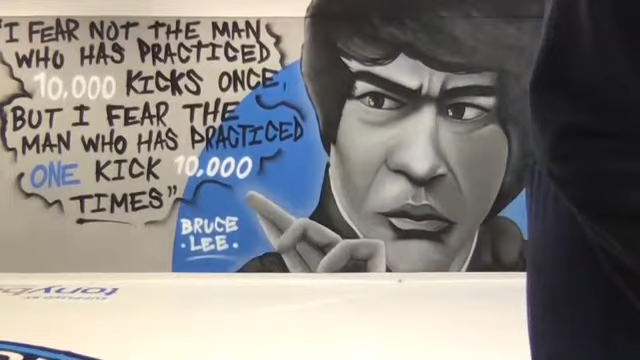 "I FEAR NOT THE MAN
WHO HAS PRACTICED
10,000 KICKS ONCE,
BUT I FEAR THE
MAN WHO HAS PRACTICED
ONE KICK 10,000
TIMES"
BRUCE
LEE.